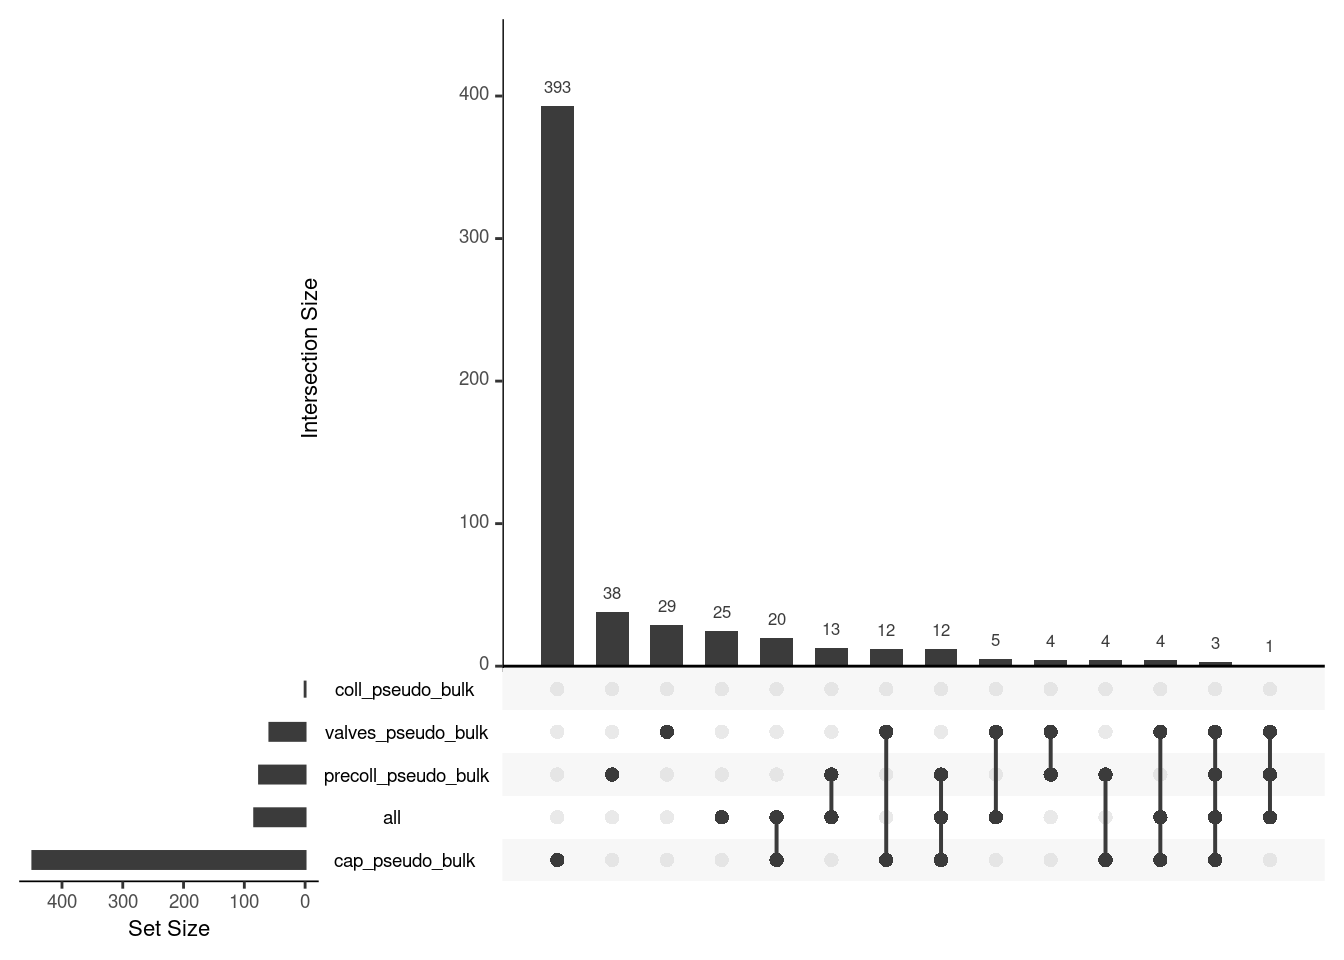 393
400
300
Intersection Size
200
100
38
29
25
20
13
12
12
5
4
4
4
3
1
0
coll_pseudo_bulk
valves_pseudo_bulk
precoll_pseudo_bulk
all
cap_pseudo_bulk
400 300 200 100 0
Set Size